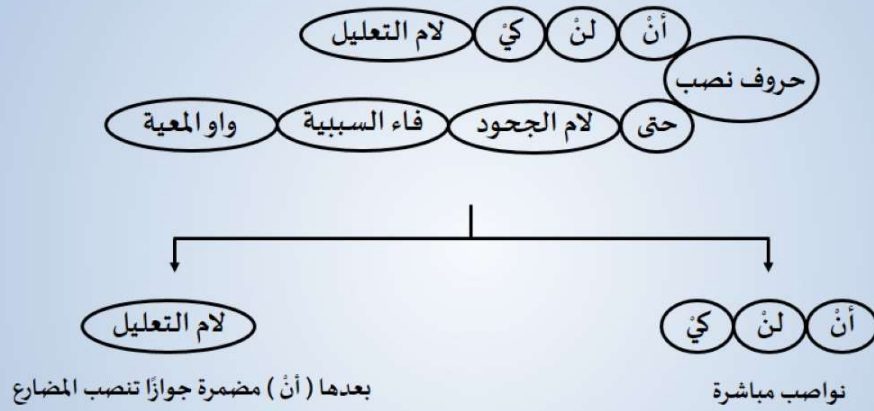 حروف نصب
أنْ لنْ كيْ لام التعليل
حتى لام الجحود فاء السببية واو المعية
أنْ لنْ كيْ
نواصب مباشرة
لام التعليل
بعدها ( أنْ ) مضمرة جوازًا تنصب المضارع